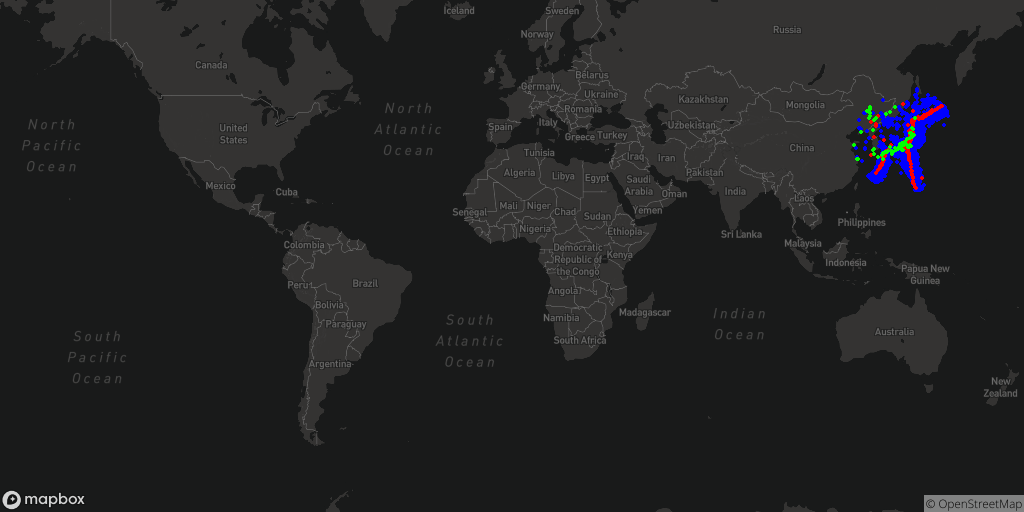 Iceland
Sweden
Norway
Russia
Canada
Belarus
Germany
Ukraine
Kazakhstan
Mongolia
North
Pacific
Ocean
North
Atlantic
Ocean
Romania
United
States
Spain
Italy
Greece
Turkey
Uzbekistan
China
Tunisia
Iraq
Iran
Mexico
Cuba
Algeria
Libya
Egypt
Saudi
Arabia
Pakistan
Oman
India
Laos
Senegal
Mali
Niger
Chad
Sudan
Yemen
Philippines
Nigeria
Ethiopia
Sri Lanka
Malaysia
Colombia
Democratic
Republic of
the Congo
Kenya
Indonesia
Papua New
Guinea
Peru
Brazil
Angola
Bolivia
Namibia
Madagascar
Indian
Ocean
Paraguay
South
Atlantic
Ocean
South Africa
Australia
South
Pacific
Ocean
Argentina
New
Zealand
mapbox
© OpenStreetMap